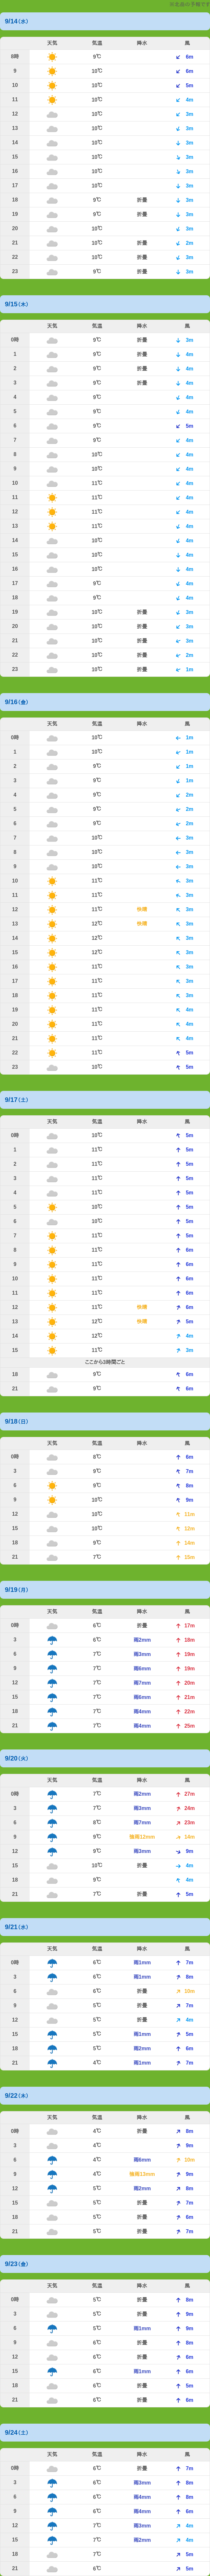 の北岳の予報です
9/14(水)
天気 気温 降水 風
8時 9℃ 6m
9 10℃ 6m
10 10℃ 5m
11 10℃ 4m
12 10℃ 3m
13 10℃ 3m
14 10℃ 3m
15 10℃ 3m
16 10℃ 3m
17 10℃ 3m
18 9℃ 折畳 3m
19 9℃ 折畳 3m
20 10℃ 3m
21 10℃ 折畳 2m
22 10℃ 折畳 3m
23 9℃ 折畳 3m
9/15(木)
天気 気温 降水 風
0時 9℃ 折畳 3m
1 9℃ 折畳 4m
2 9℃ 折畳 4m
3 9℃ 折畳 4m
4 9℃ 4m
5 9℃ 4m
6 9℃ 5m
7 9℃ 4m
8 10℃ 4m
9 10℃ 4m
10 11℃ 4m
11 11℃ 4m
12 11℃ 4m
13 11℃ 4m
14 10℃ 4m
15 10℃ 4m
16 10℃ 4m
17 9℃ 4m
18 9℃ 4m
19 10℃ 折畳 3m
20 10℃ 折畳 3m
21 10℃ 折畳 3m
22 10℃ 折畳 2m
23 10℃ 折畳 1m
9/16(金)
天気 気温 降水 風
0時 10℃ 1m
1 10℃ 1m
2 9℃ 1m
3 9℃ 1m
4 9℃ 2m
5 9℃ 2m
6 9℃ 2m
7 10℃ 3m
8 10℃ 3m
9 10℃ 3m
10 11℃ 3m
11 11℃ 3m
12 11℃ 快晴 3m
13 12℃ 快晴 3m
14 12℃ 3m
15 12℃ 3m
16 11℃ 3m
17 11℃ 3m
18 11℃ 3m
19 11℃ 4m
20 11℃ 4m
21 11℃ 4m
22 11℃ 5m
23 10℃ 5m
9/17(土)
天気 気温 降水 風
0時 10℃ 5m
1 11℃ 5m
2 11℃ 5m
3 11℃ 5m
4 11℃ 5m
5 10℃ 5m
6 10℃ 5m
7 11℃ 5m
8 11℃ 6m
9 11℃ 6m
10 11℃ 6m
11 11℃ 6m
12 11℃ 快晴 6m
13 12℃ 快晴 5m
14 12℃ 4m
15 11℃ 3m
ここから3時間ごと
18 9℃ 6m
21 9℃ 6m
9/18(日)
天気 気温 降水 風
0時 8℃ 6m
3 9℃ 7m
6 9℃ 8m
9 10℃ 9m
12 10℃ 11m
15 10℃ 12m
18 9℃ 14m
21 7℃ 15m
9/19(月)
天気 気温 降水 風
0時 6℃ 折畳 17m
3 6℃ 雨2mm 18m
6 7℃ 雨3mm 19m
9 7℃ 雨6mm 19m
12 7℃ 雨7mm 20m
15 7℃ 雨6mm 21m
18 7℃ 雨4mm 22m
21 7℃ 雨4mm 25m
9/20(火)
天気 気温 降水 風
0時 7℃ 雨2mm 27m
3 7℃ 雨3mm 24m
6 8℃ 雨7mm 23m
9 9℃ 強雨12mm 14m
12 9℃ 雨3mm 9m
15 10℃ 折畳 4m
18 9℃ 4m
21 7℃ 折畳 5m
9/21(水)
天気 気温 降水 風
0時 6℃ 雨1mm 7m
3 6℃ 雨1mm 8m
6 6℃ 折畳 10m
9 5℃ 折畳 7m
12 5℃ 折畳 4m
15 5℃ 雨1mm 5m
18 5℃ 雨2mm 6m
21 4℃ 雨1mm 7m
9/22(木)
天気 気温 降水 風
0時 4℃ 折畳 8m
3 4℃ 9m
6 4℃ 雨6mm 10m
9 4℃ 強雨13mm 9m
12 5℃ 雨2mm 8m
15 5℃ 折畳 7m
18 5℃ 折畳 6m
21 5℃ 折畳 7m
9/23(金)
天気 気温 降水 風
0時 5℃ 折畳 8m
3 5℃ 折畳 9m
6 5℃ 雨1mm 9m
9 6℃ 折畳 8m
12 6℃ 折畳 6m
15 6℃ 雨1mm 6m
18 6℃ 折畳 5m
21 6℃ 折畳 6m
9/24(土)
天気 気温 降水 風
0時 6℃ 折畳 7m
3 6℃ 雨3mm 8m
6 6℃ 雨4mm 8m
9 6℃ 雨4mm 6m
12 7℃ 雨3mm 4m
15 7℃ 雨2mm 4m
18 7℃ 5m
21 6℃ 5m